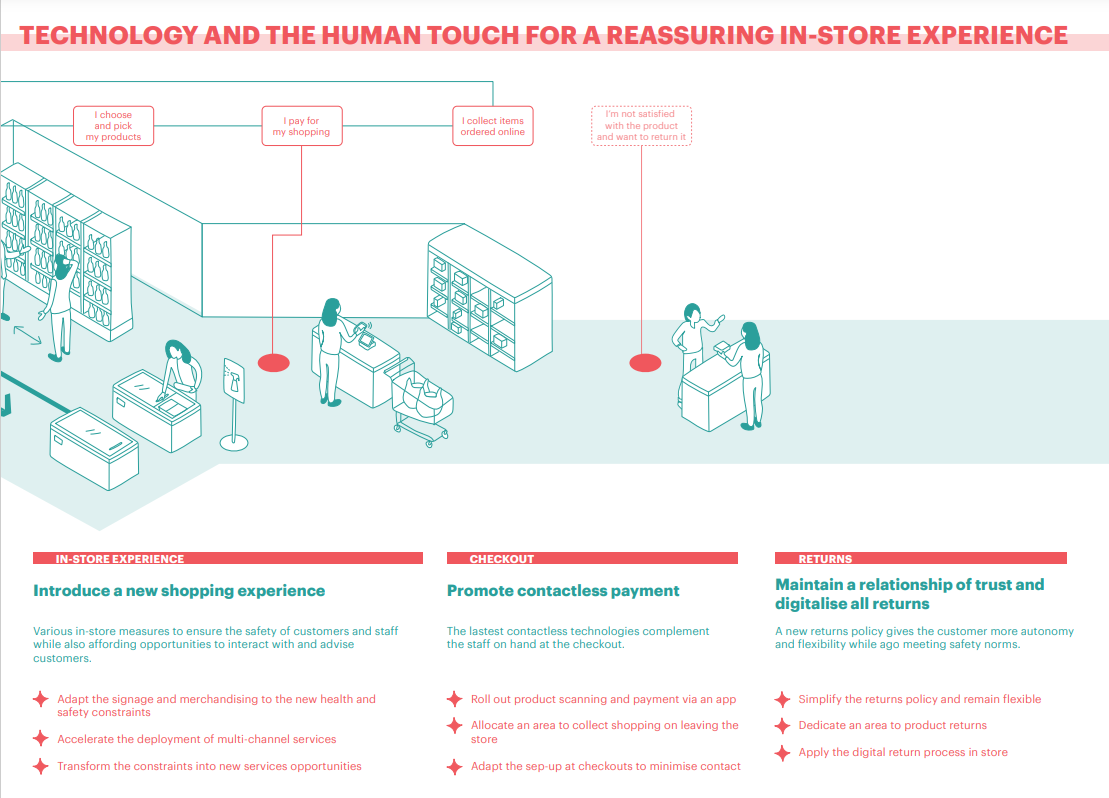 TECHNOLOGY AND THE HUMAN TOUCH FOR A REASSURING IN-STORE EXPERIENCE
I choose
and pick
my products
I pay for
my shopping
I collect items
ordered online
I'm not satisfied
with the product
and want to return it
IN-STORE EXPERIENCE
Introduce a new shopping experience
Various in-store measures to ensure the safety of customers and staff
while also affording opportunities to interact with and advise
customers.
Adapt the signage and merchandising to the new health and
safety constraints
Accelerate the deployment of multi-channel services
Transform the constraints into new services opportunities
CHECKOUT
Promote contactless payment
The lastest contactless technologies complement
the staff on hand at the checkout.
Roll out product scanning and payment via an app
Allocate an area to collect shopping on leaving the
store
Adapt the sep-up at checkouts to minimise contact
RETURNS
Maintain a relationship of trust and
digitalise all returns
A new returns policy gives the customer more autonomy
and flexibility while ago meeting safety norms.
Simplify the returns policy and remain flexible
Dedicate an area to product returns
Apply the digital return process in store